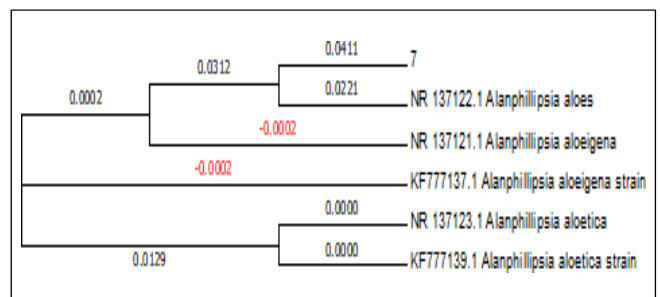 0.0411
7
0.0312
0.0221
NR 137122.1 Alanphillipsia aloes
0.0002
-0.0002
NR 137121.1 Alanphillipsia aloeigena
-0.0002
KF777137.1 Alanphillipsia aloeigena strain
0.0000
NR 137123.1 Alanphillipsia aloetica
0.0129
0.0000
KF777139.1 Alanphillipsia aloetica strain